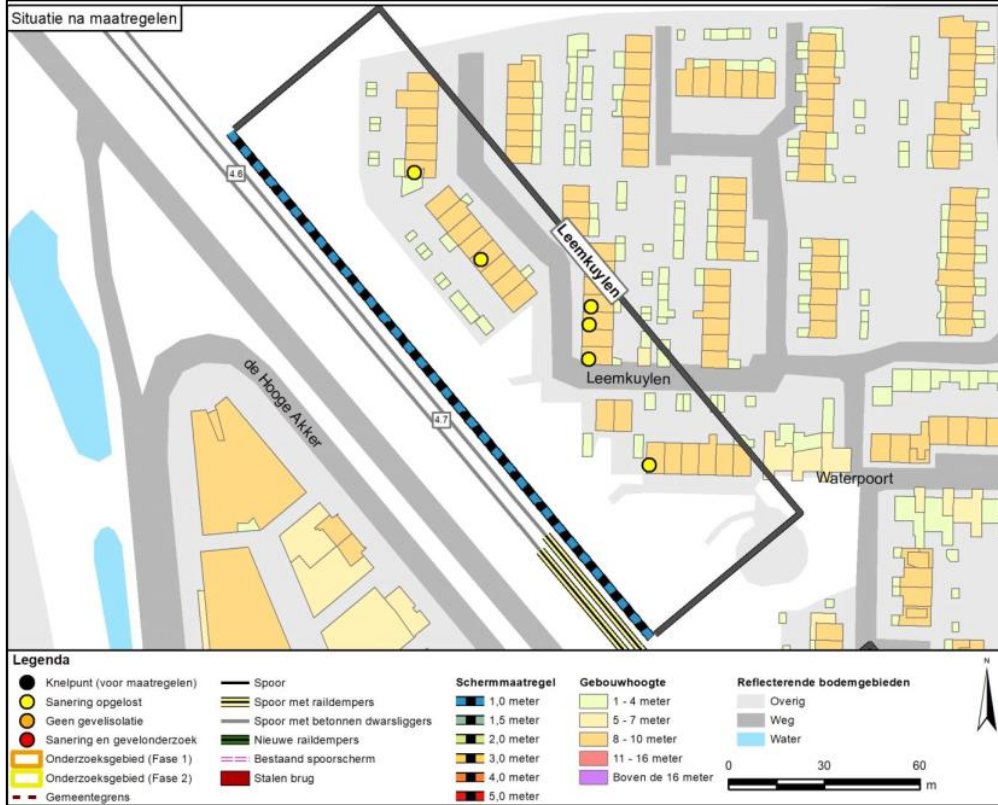 Situatie na maatregelen
4.6
Leemkuylen
de Hooge Akker
Leemkuylen
4.7
Waterpoort
Legenda
Knelpunt (voor maatregelen)
Sanering opgelost
Geen gevelisolatie
Sanering en gevelonderzoek
Onderzoeksgebied (Fase 1)
Onderzoeksgebied (Fase 2)
Gemeentegrens
Spoor
Spoor met raildempers
Spoor met betonnen dwarsliggers
Nieuwe raildempers
Bestaand spoorscherm
Stalen brug
Schermmaatregel
1,0 meter
1,5 meter
2,0 meter
3,0 meter
4,0 meter
5,0 meter
Gebouwhoogte
1 - 4 meter
5 - 7 meter
8 - 10 meter
11 - 16 meter
Boven de 16 meter
Reflecterende bodemgebieden
Overig
Weg
Water
N
0 30 60
m